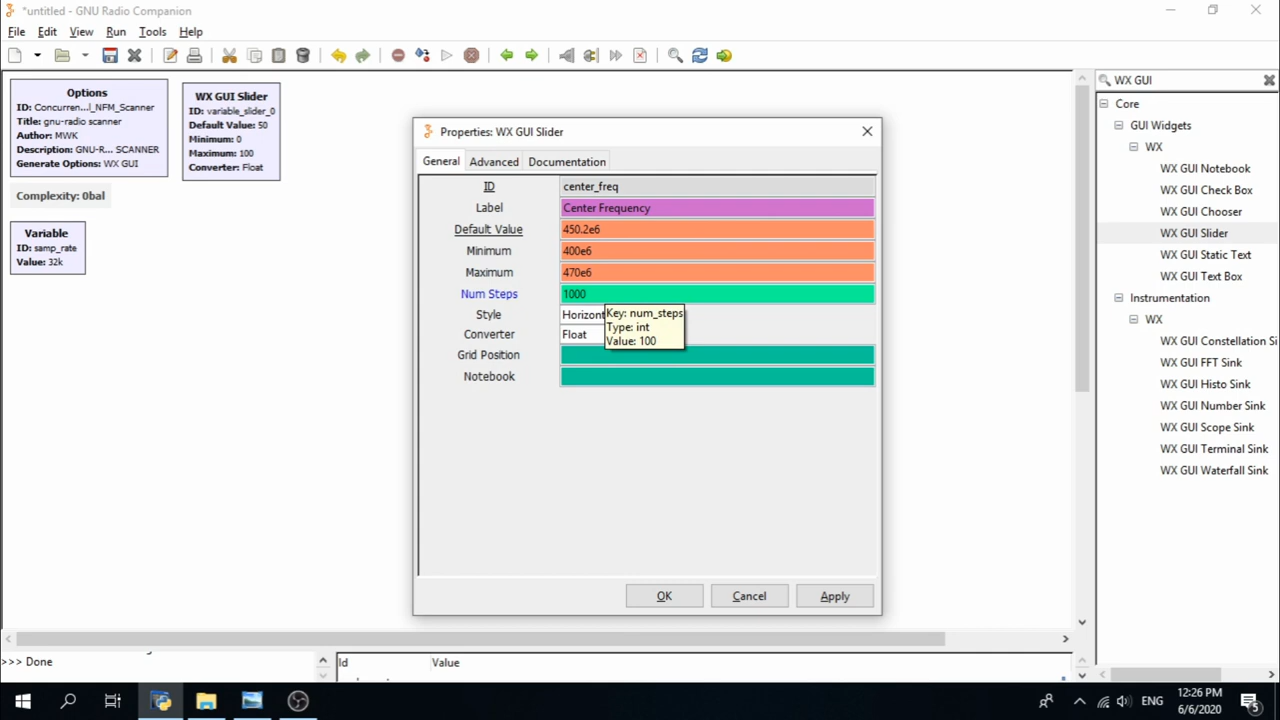 *untitled - GNU Radio Companion
File Edit View Run Tools Help
Options
ID: Concurren...l_NFM_Scanner
Title: gnu-radio scanner
Author: MWK
Description: GNU-R... SCANNER
Generate Options: WX GUI
Complexity: 0bal
WX GUI Slider
ID: variable_slider_0
Default Value: 50
Minimum: 0
Maximum: 100
Converter: Float
Variable
ID: samp_rate
Value: 32k
Properties: WX GUI Slider
General Advanced Documentation
ID center_freq
Label Center Frequency
Default Value 450.2e6
Minimum 400e6
Maximum 470e6
Num Steps 1000
Style Horizont
Converter Float
Grid Position
Notebook
Key: num_steps
Type: int
Value: 100
OK Cancel Apply
WX GUI
Core
GUI Widgets
WX
WX GUI Notebook
WX GUI Check Box
WX GUI Chooser
WX GUI Slider
WX GUI Static Text
WX GUI Text Box
Instrumentation
WX
WX GUI Constellation Si
WX GUI FFT Sink
WX GUI Histo Sink
WX GUI Number Sink
WX GUI Scope Sink
WX GUI Terminal Sink
WX GUI Waterfall Sink
>>> Done
Id Value
ENG
12:26 PM
6/6/2020
5